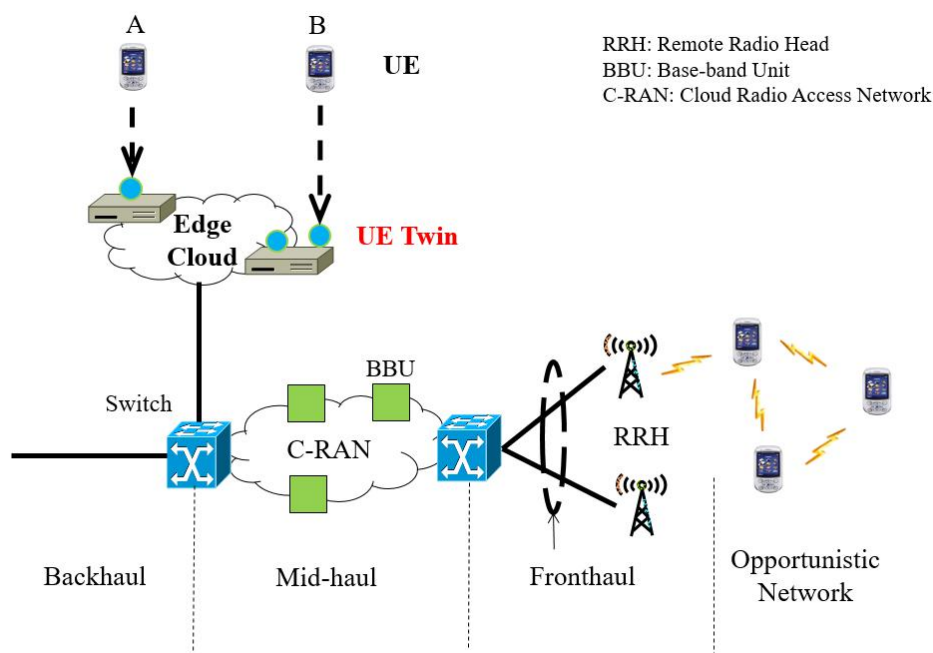 A
B
UE
RRH: Remote Radio Head
BBU: Base-band Unit
C-RAN: Cloud Radio Access Network
Edge
Cloud
UE Twin
BBU
Switch
C-RAN
RRH
Backhaul
Mid-haul
Fronthaul
Opportunistic
Network